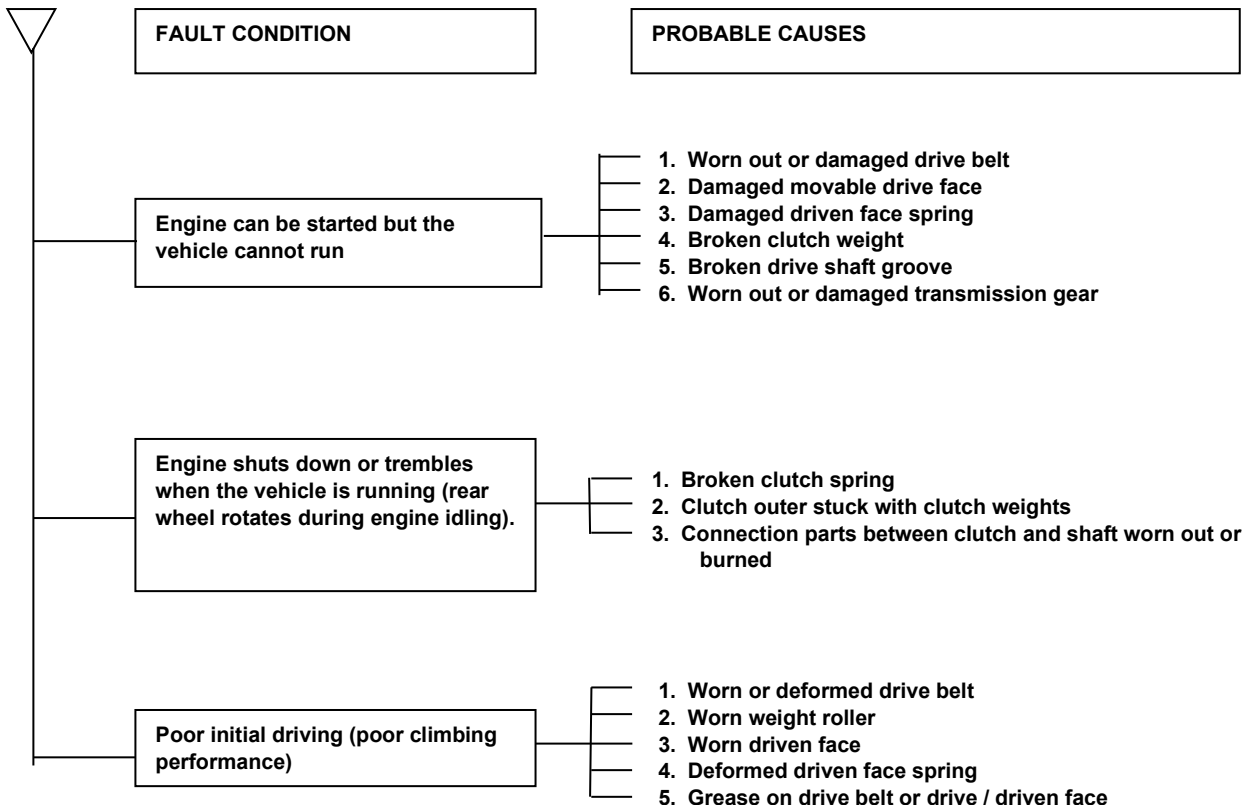 FAULT CONDITION
PROBABLE CAUSES
Engine can be started but the
vehicle cannot run
1. Worn out or damaged drive belt
2. Damaged movable drive face
3. Damaged driven face spring
4. Broken clutch weight
5. Broken drive shaft groove
6. Worn out or damaged transmission gear
Engine shuts down or trembles
when the vehicle is running (rear
wheel rotates during engine idling).
1. Broken clutch spring
2. Clutch outer stuck with clutch weights
3. Connection parts between clutch and shaft worn out or
burned
Poor initial driving (poor climbing
performance)
1. Worn or deformed drive belt
2. Worn weight roller
3. Worn driven face
4. Deformed driven face spring
5. Grease on drive belt or drive / driven face